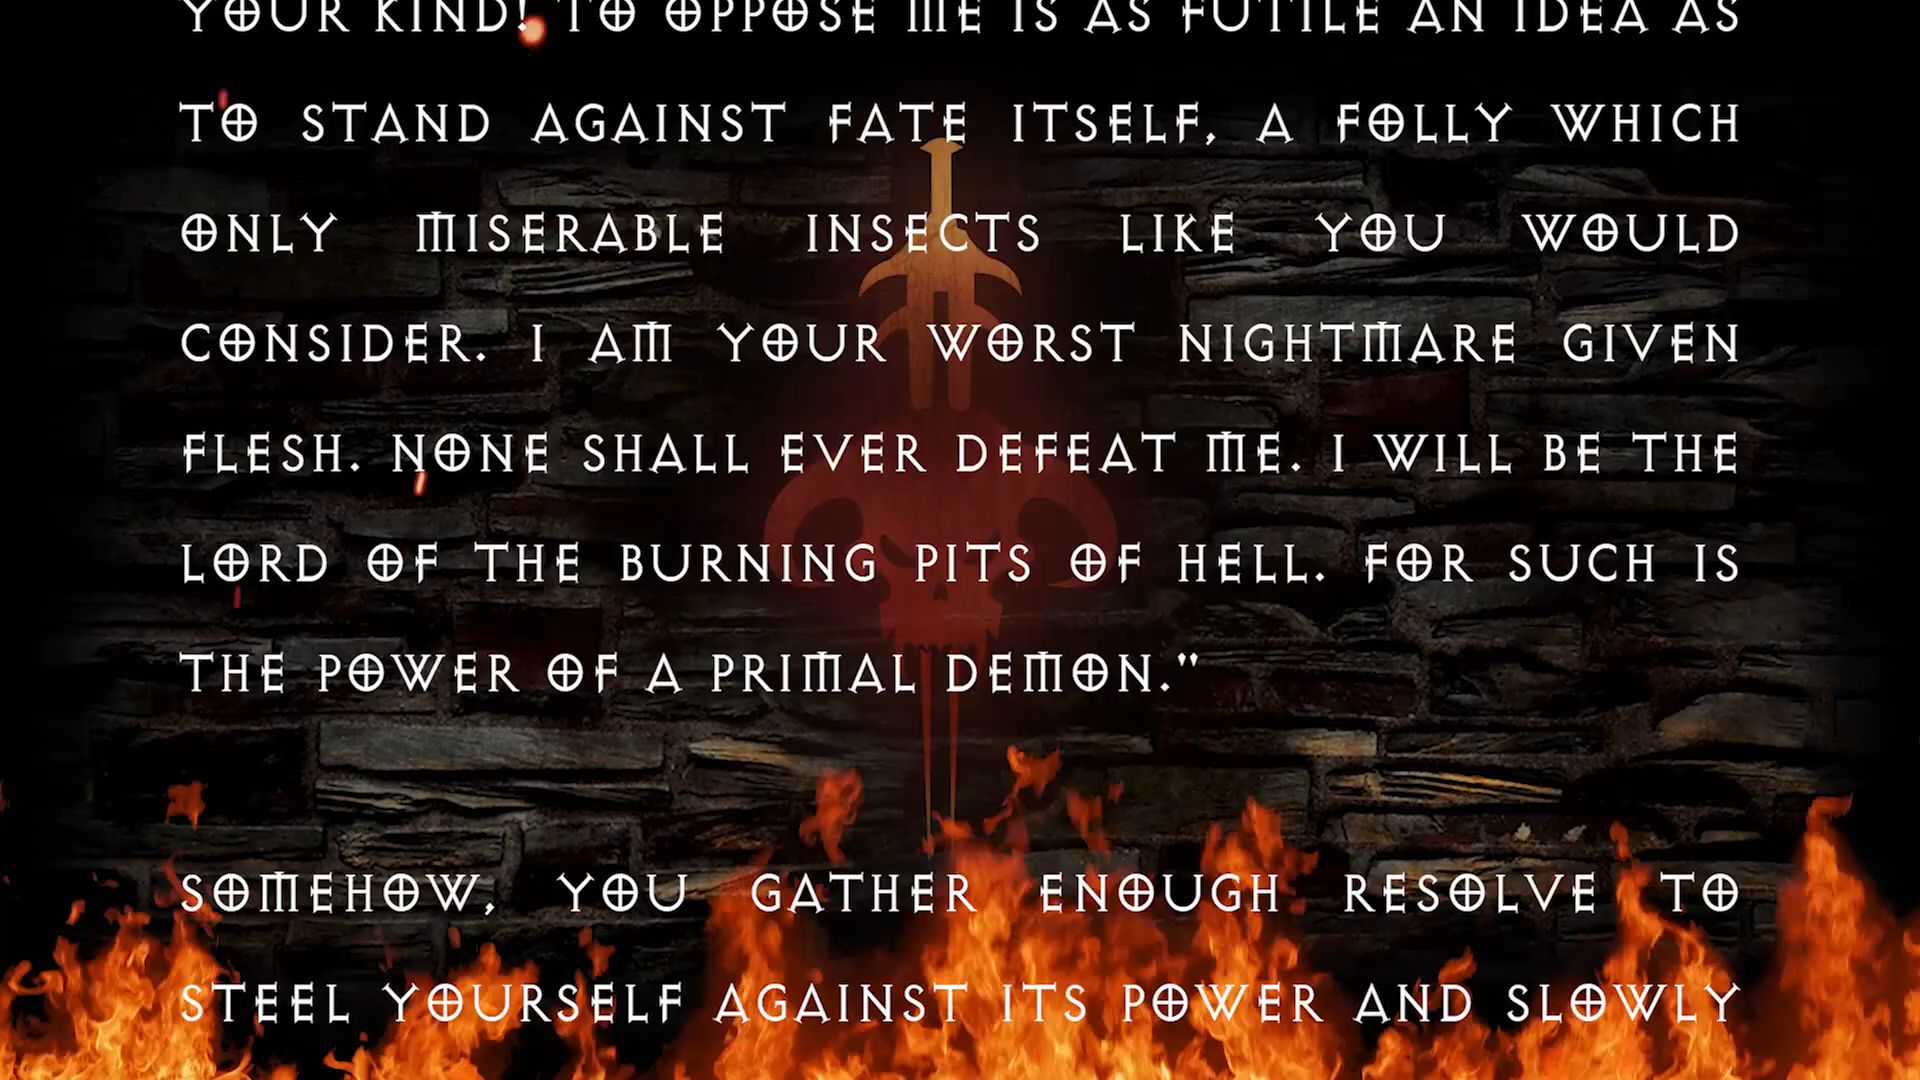 YOUR KIND! TO OPPOSE ME IS AS FUTILE AN IDEA AS
TO STAND AGAINST FATE ITSELF, A FOLLY WHICH
ONLY MISERABLE INSECTS LIKE YOU WOULD
CONSIDER. I AM YOUR WORST NIGHTMARE GIVEN
FLESH. NONE SHALL EVER DEFEAT ME. I WILL BE THE
LORD OF THE BURNING PITS OF HELL. FOR SUCH IS
THE POWER OF A PRIMAL DEMON."
SOMEHOW, YOU GATHER ENOUGH RESOLVE TO
STEEL YOURSELF AGAINST ITS POWER AND SLOWLY